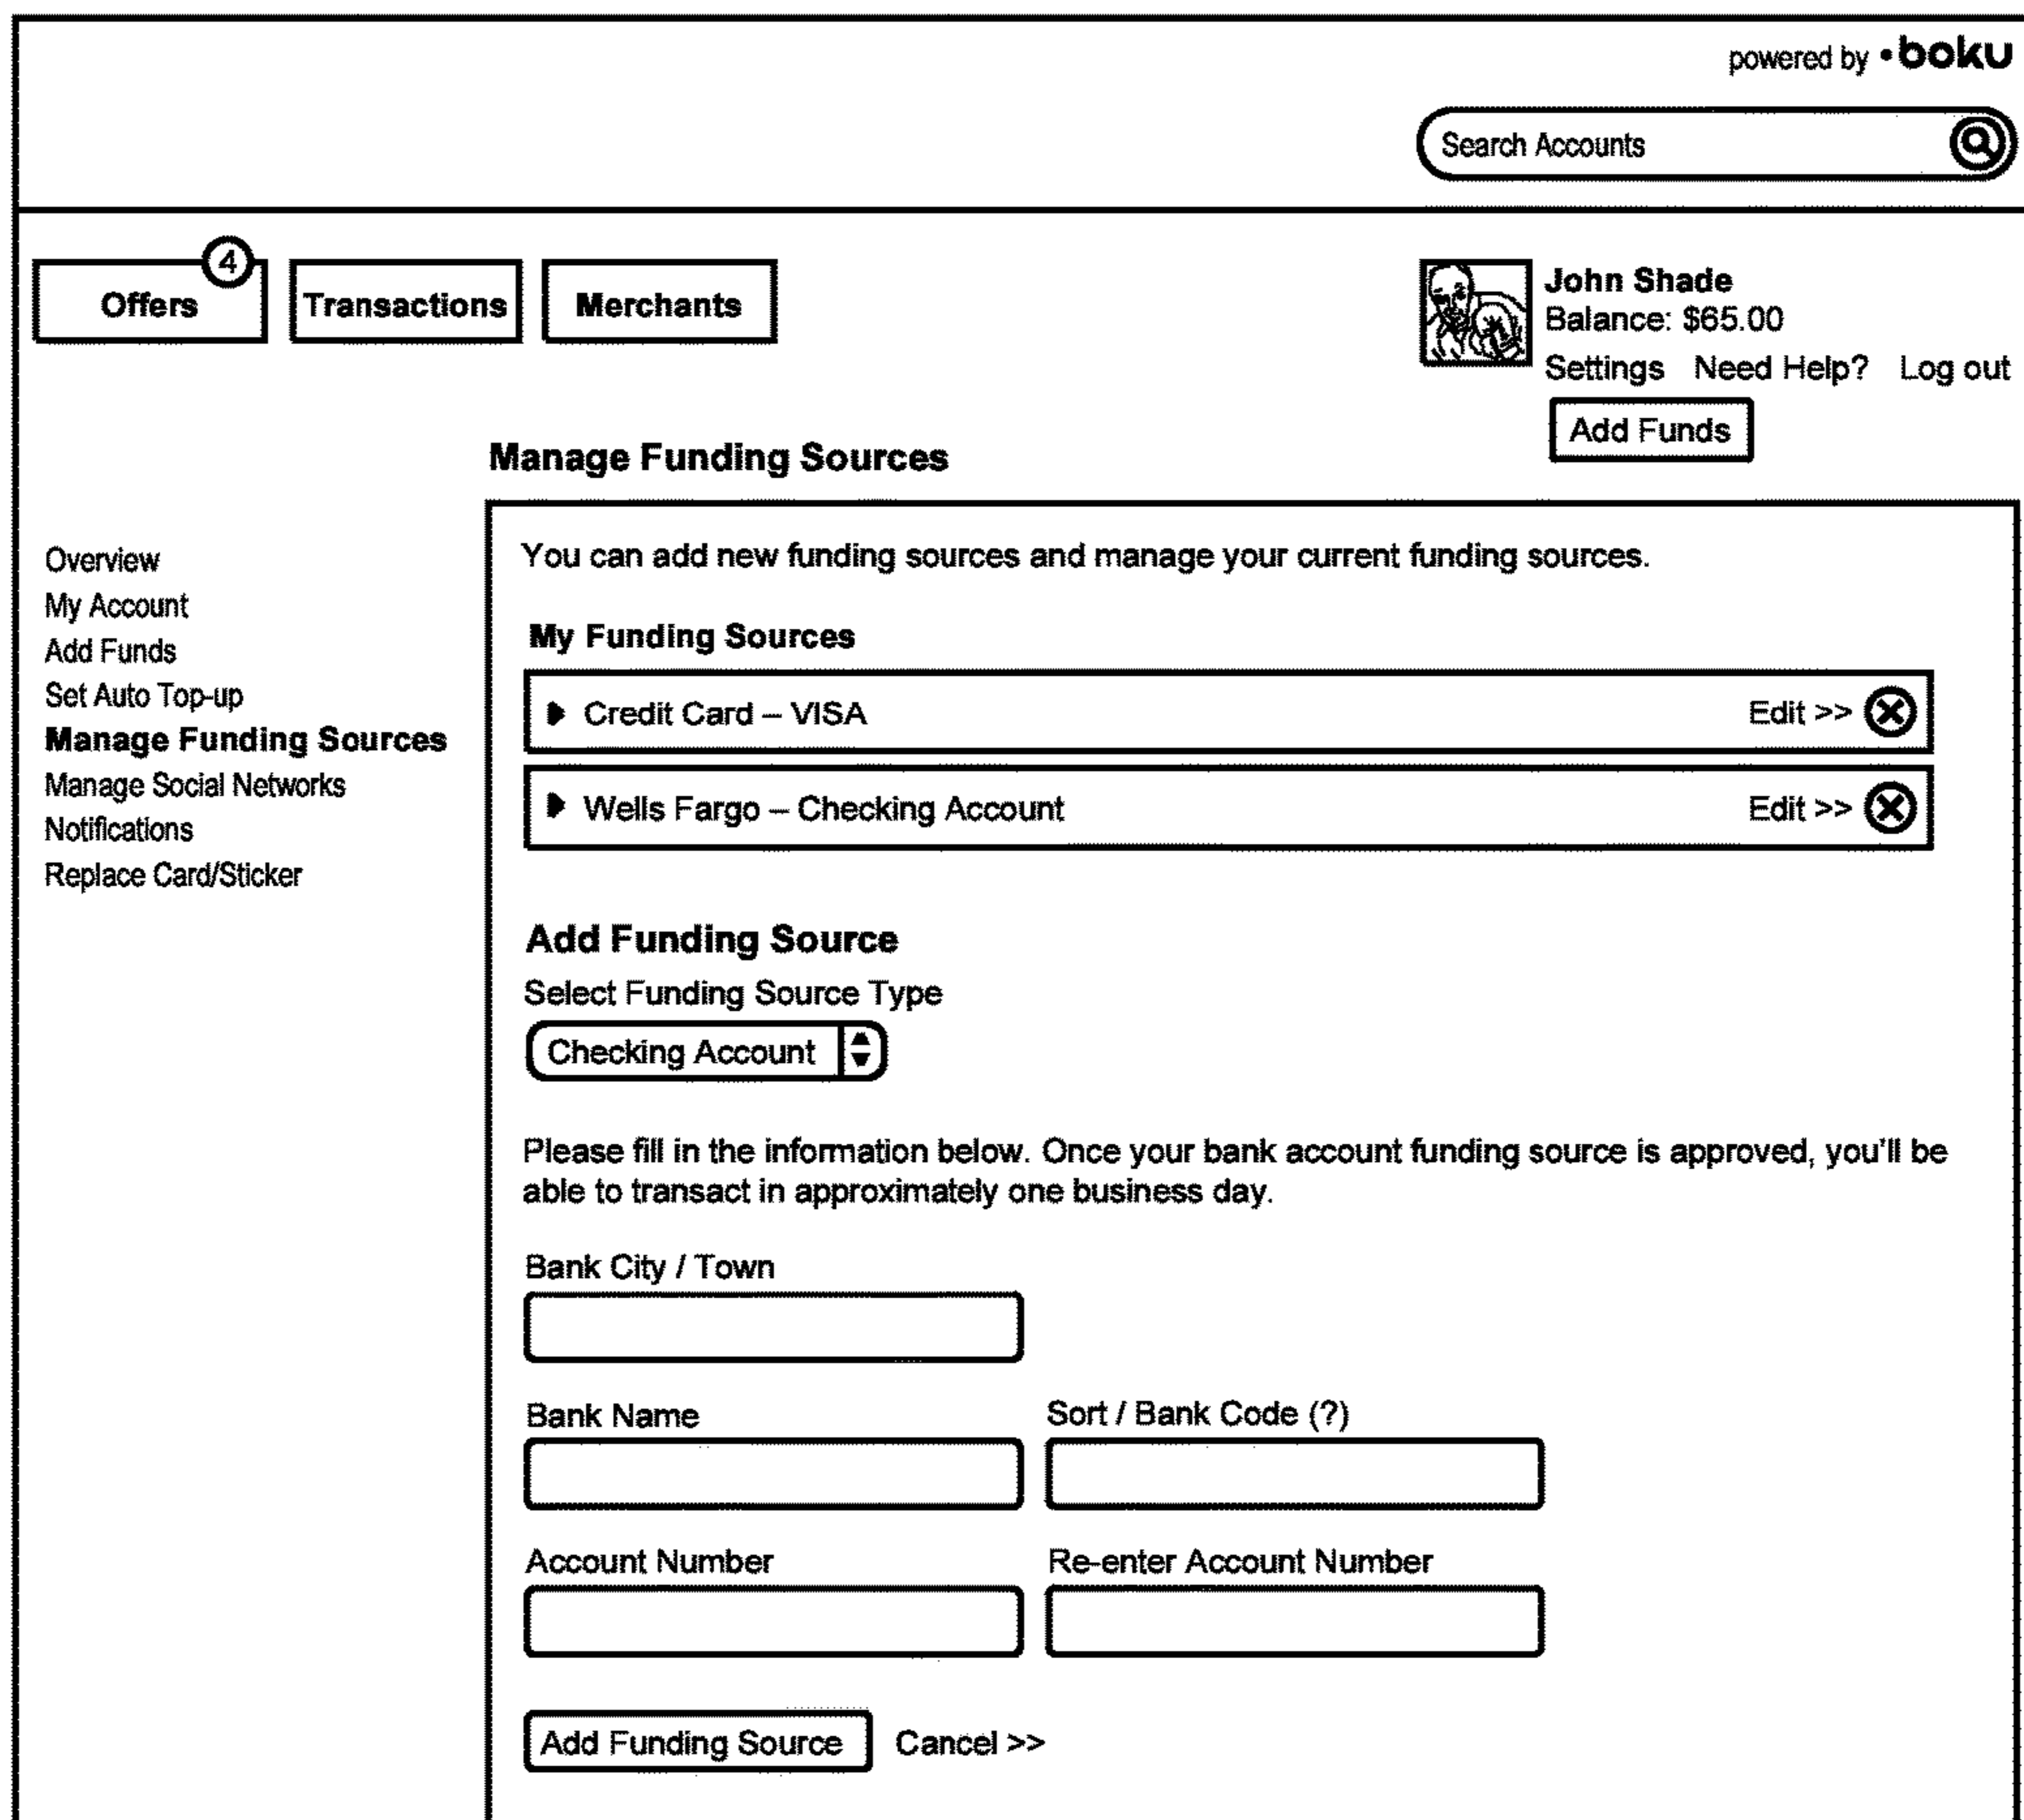 powered by •boku
Search Accounts
4
Offers
Transactions
Merchants
John Shade
Balance: $65.00
Settings Need Help? Log out
Add Funds
Manage Funding Sources
Overview
My Account
Add Funds
Set Auto Top-up
Manage Funding Sources
Manage Social Networks
Notifications
Replace Card/Sticker
You can add new funding sources and manage your current funding sources.
My Funding Sources
Credit Card – VISA Edit >>
Wells Fargo – Checking Account Edit >>
Add Funding Source
Select Funding Source Type
Checking Account
Please fill in the information below. Once your bank account funding source is approved, you'll be
able to transact in approximately one business day.
Bank City / Town
Bank Name
Sort / Bank Code (?)
Account Number
Re-enter Account Number
Add Funding Source Cancel >>